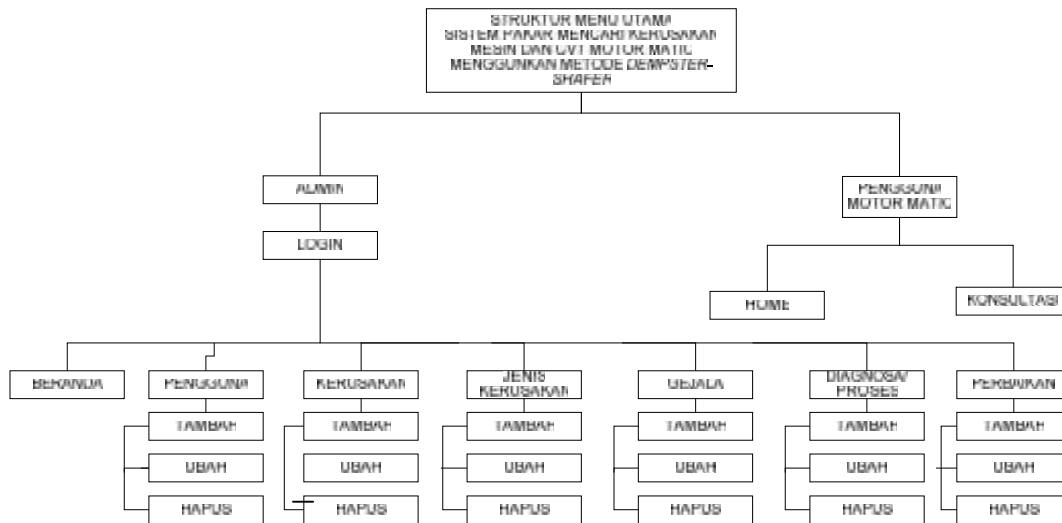 STRUKTUR MENU UTAMA
SISTEM PAKAR MENCARI KERUSAKAN
MESIN DAN CVT MOTOR MATIC
MENGGUNKAN METODE DEMPSTER-
SHAFER
ADMIN
PENGGUNA
MOTOR MATIC
LOGIN
HOME
KONSULTASI
BERANDA
PENGGUNA
KERUSAKAN
JENIS
KERUSAKAN
GEJALA
DIAGNOSA/
PROSES
PERBAIKAN
TAMBAH
TAMBAH
TAMBAH
TAMBAH
TAMBAH
TAMBAH
UBAH
UBAH
UBAH
UBAH
UBAH
UBAH
HAPUS
HAPUS
HAPUS
HAPUS
HAPUS
HAPUS